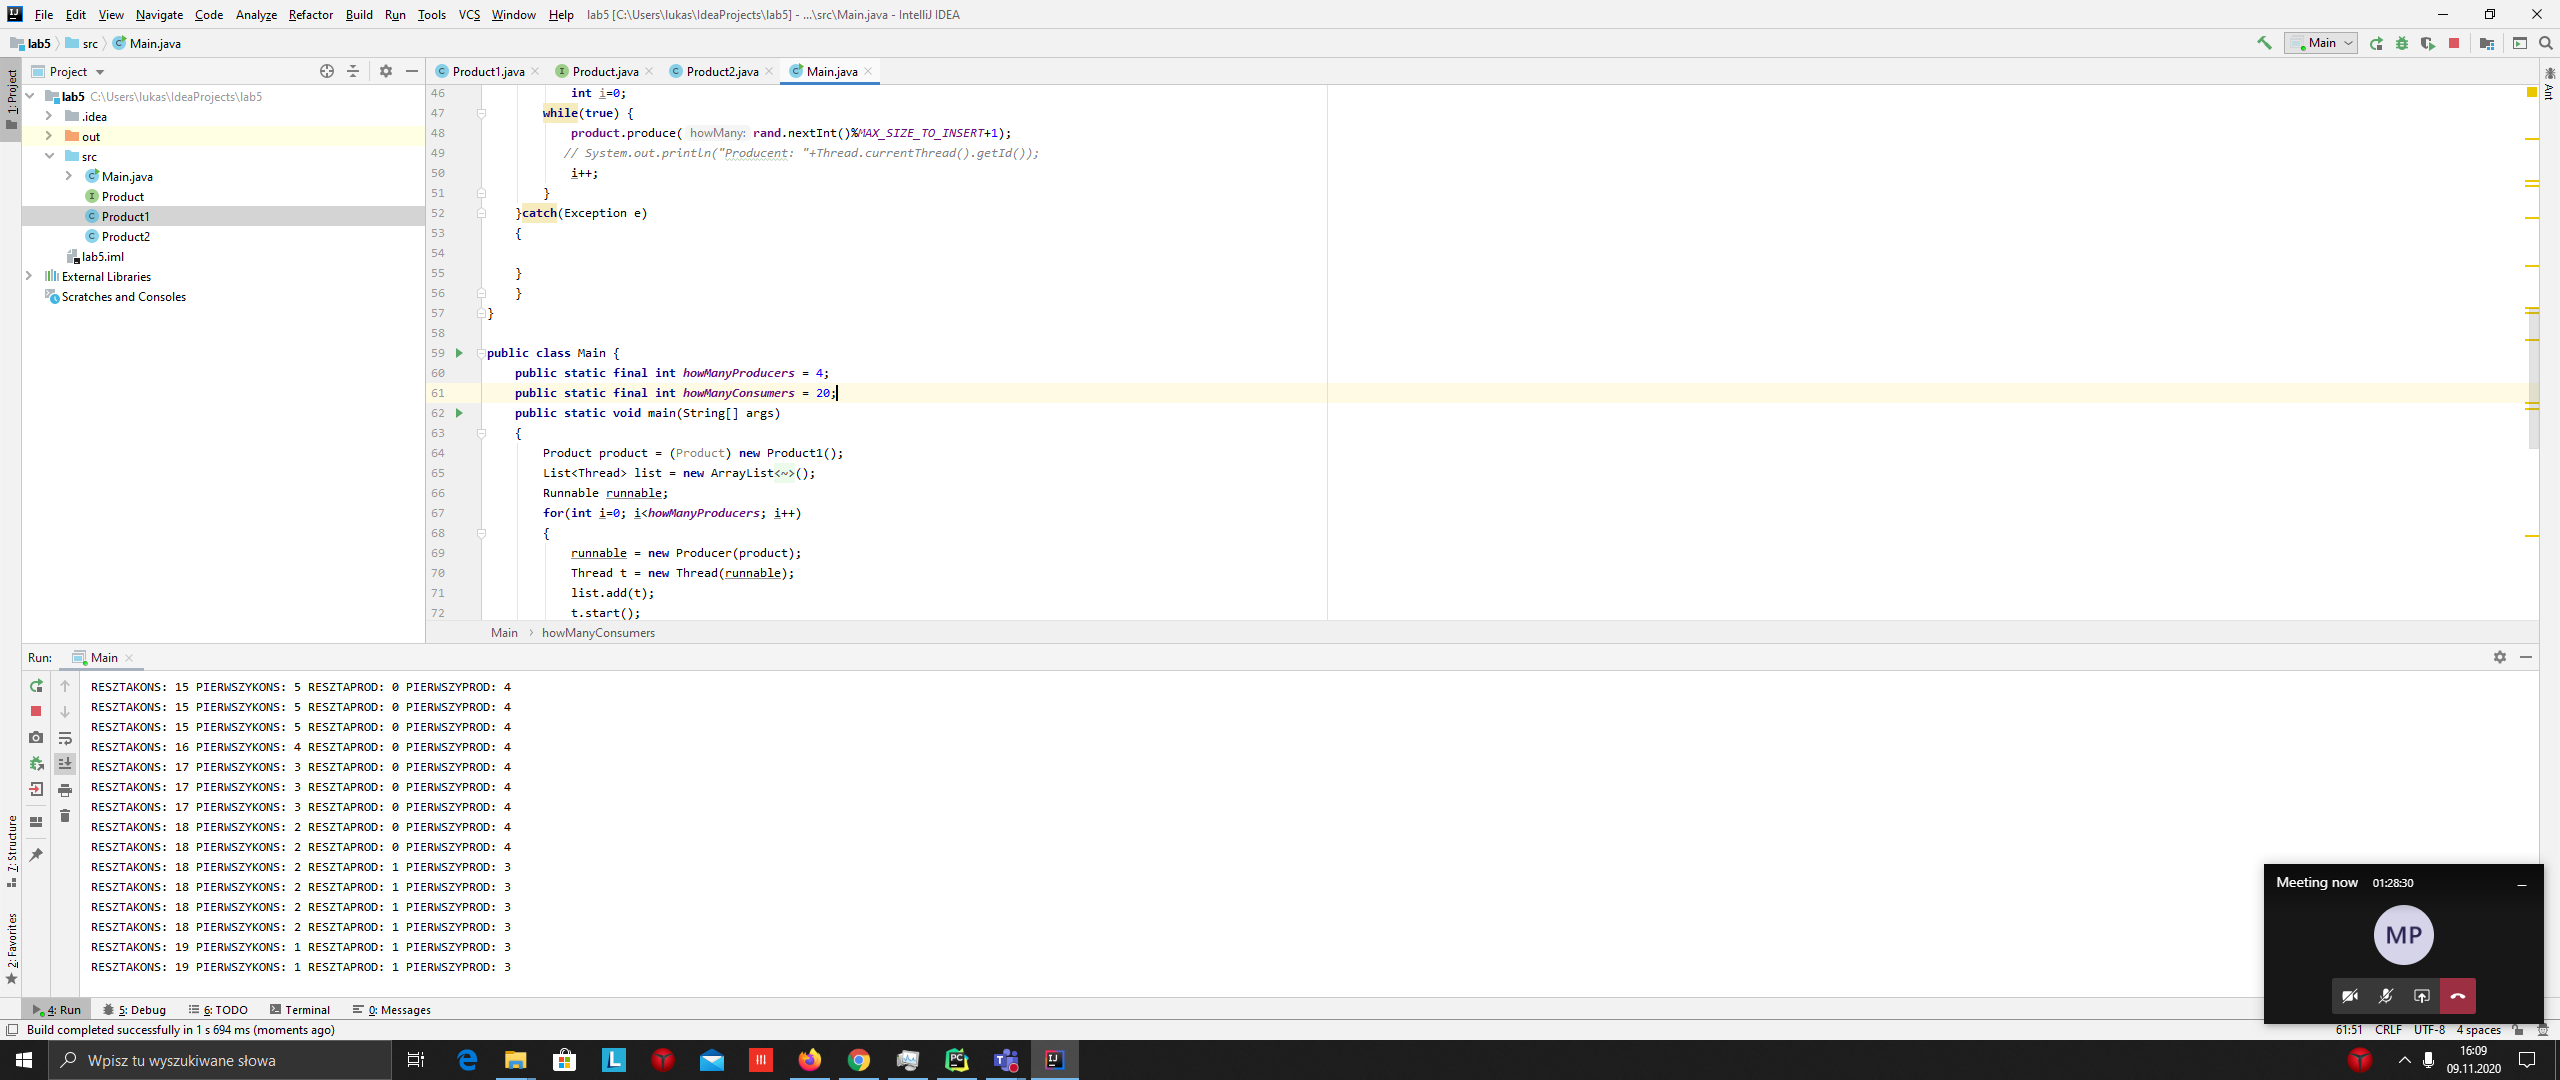 File Edit View Navigate Code Analyze Refactor Build Run Tools VCS Window Help lab5 [C:\Users\lukas\IdeaProjects\lab5] - ...\src\Main.java - IntelliJ IDEA
lab5 src Main.java
Main
Project
Product1.java Product.java Product2.java Main.java
1: Project
Ant
lab5 C:\Users\lukas\IdeaProjects\lab5
.idea
out
src
Main.java
Product
Product1
Product2
lab5.iml
External Libraries
Scratches and Consoles
46 int i=0;
47 while(true) {
48 product.produce( howMany: rand.nextInt()%MAX_SIZE_TO_INSERT+1);
49 // System.out.println("Producent: "+Thread.currentThread().getId());
50 i++;
51 }
52 }catch(Exception e)
53 {
54
55 }
56 }
57 }
58
59 public class Main {
60 public static final int howManyProducers = 4;
61 public static final int howManyConsumers = 20;
62 public static void main(String[] args)
63 {
64 Product product = (Product) new Product1();
65 List<Thread> list = new ArrayList<~>();
66 Runnable runnable;
67 for(int i=0; i<howManyProducers; i++)
68 {
69 runnable = new Producer(product);
70 Thread t = new Thread(runnable);
71 list.add(t);
72 t.start();
Main howManyConsumers
Run: Main
RESZTAKONS: 15 PIERWSZYKONS: 5 RESZTAPROD: 0 PIERWSZYPROD: 4
RESZTAKONS: 15 PIERWSZYKONS: 5 RESZTAPROD: 0 PIERWSZYPROD: 4
RESZTAKONS: 15 PIERWSZYKONS: 5 RESZTAPROD: 0 PIERWSZYPROD: 4
RESZTAKONS: 16 PIERWSZYKONS: 4 RESZTAPROD: 0 PIERWSZYPROD: 4
RESZTAKONS: 17 PIERWSZYKONS: 3 RESZTAPROD: 0 PIERWSZYPROD: 4
RESZTAKONS: 17 PIERWSZYKONS: 3 RESZTAPROD: 0 PIERWSZYPROD: 4
RESZTAKONS: 17 PIERWSZYKONS: 3 RESZTAPROD: 0 PIERWSZYPROD: 4
RESZTAKONS: 18 PIERWSZYKONS: 2 RESZTAPROD: 0 PIERWSZYPROD: 4
RESZTAKONS: 18 PIERWSZYKONS: 2 RESZTAPROD: 0 PIERWSZYPROD: 4
RESZTAKONS: 18 PIERWSZYKONS: 2 RESZTAPROD: 1 PIERWSZYPROD: 3
RESZTAKONS: 18 PIERWSZYKONS: 2 RESZTAPROD: 1 PIERWSZYPROD: 3
RESZTAKONS: 18 PIERWSZYKONS: 2 RESZTAPROD: 1 PIERWSZYPROD: 3
RESZTAKONS: 18 PIERWSZYKONS: 2 RESZTAPROD: 1 PIERWSZYPROD: 3
RESZTAKONS: 19 PIERWSZYKONS: 1 RESZTAPROD: 1 PIERWSZYPROD: 3
RESZTAKONS: 19 PIERWSZYKONS: 1 RESZTAPROD: 1 PIERWSZYPROD: 3
7: Structure
2: Favorites
Meeting now 01:28:30
MP
4: Run 5: Debug 6: TODO Terminal 0: Messages
Build completed successfully in 1 s 694 ms (moments ago)
61:51 CRLF UTF-8 4 spaces
Wpisz tu wyszukiwane słowa
16:09
09.11.2020